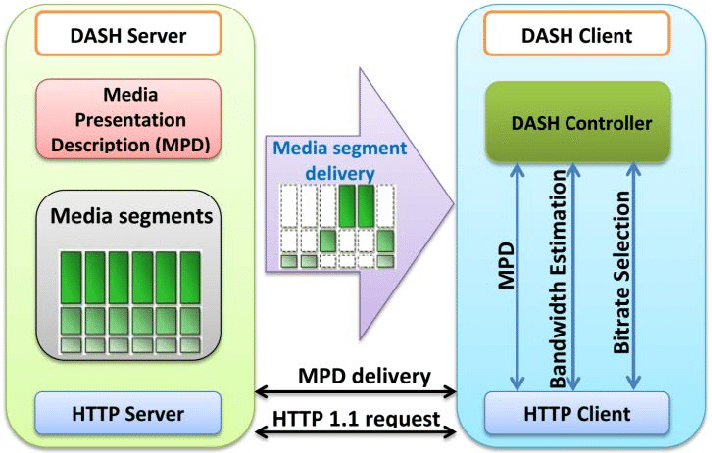 DASH Server
Media
Presentation
Description (MPD)
Media segments
HTTP Server
Media segment
delivery
MPD delivery
HTTP 1.1 request
DASH Client
DASH Controller
MPD
Bandwidth Estimation
Bitrate Selection
HTTP Client